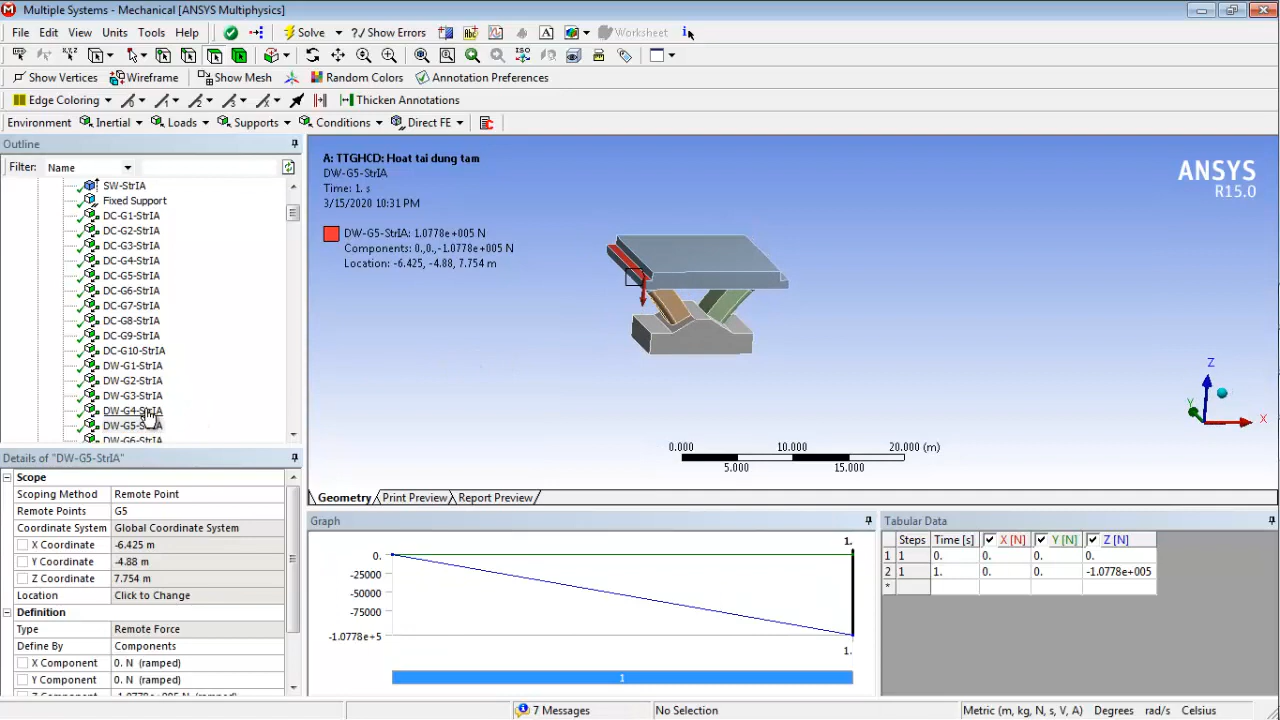 Multiple Systems - Mechanical [ANSYS Multiphysics]
File Edit View Units Tools Help Solve ?/ Show Errors Worksheet
Show Vertices Wireframe Show Mesh Random Colors Annotation Preferences
Edge Coloring Thicken Annotations
Environment Inertial Loads Supports Conditions Direct FE
Outline
Filter: Name
SW-StrIA
Fixed Support
DC-G1-StrIA
DC-G2-StrIA
DC-G3-StrIA
DC-G4-StrIA
DC-G5-StrIA
DC-G6-StrIA
DC-G7-StrIA
DC-G8-StrIA
DC-G9-StrIA
DC-G10-StrIA
DW-G1-StrIA
DW-G2-StrIA
DW-G3-StrIA
DW-G4-StrIA
DW-G5-StrIA
DW-G6-StrIA
A: TTGHCD: Hoat tai dung tam
DW-G5-StrIA
Time: 1. s
3/15/2020 10:31 PM
DW-G5-StrIA: 1.0778e+005 N
Components: 0.,0.,-1.0778e+005 N
Location: -6.425, -4.88, 7.754 m
ANSYS
R15.0
Z
Y
X
0.000 10.000 20.000 (m)
5.000 15.000
Geometry Print Preview Report Preview
Details of "DW-G5-StrIA"
Scope
Scoping Method Remote Point
Remote Points G5
Coordinate System Global Coordinate System
X Coordinate -6.425 m
Y Coordinate -4.88 m
Z Coordinate 7.754 m
Location Click to Change
Definition
Type Remote Force
Define By Components
X Component 0. N (ramped)
Y Component 0. N (ramped)
Z Component -1.0778e+005 N (ramped)
Graph
1.
0.
-25000
-50000
-75000
-1.0778e+5
1.
1
Tabular Data
Steps Time [s] X [N] Y [N] Z [N]
1 1 0. 0. 0. 0.
2 1 1. 0. 0. -1.0778e+005
*
7 Messages No Selection Metric (m, kg, N, s, V, A) Degrees rad/s Celsius